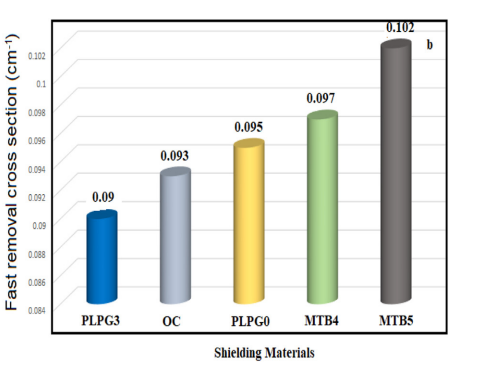 Fast removal cross section (cm⁻¹)
0.102
0.1
0.098
0.096
0.094
0.092
0.09
0.088
0.086
0.084
0.09
0.093
0.095
0.097
0.102
b
PLPG3
OC
PLPG0
MTB4
MTB5
Shielding Materials